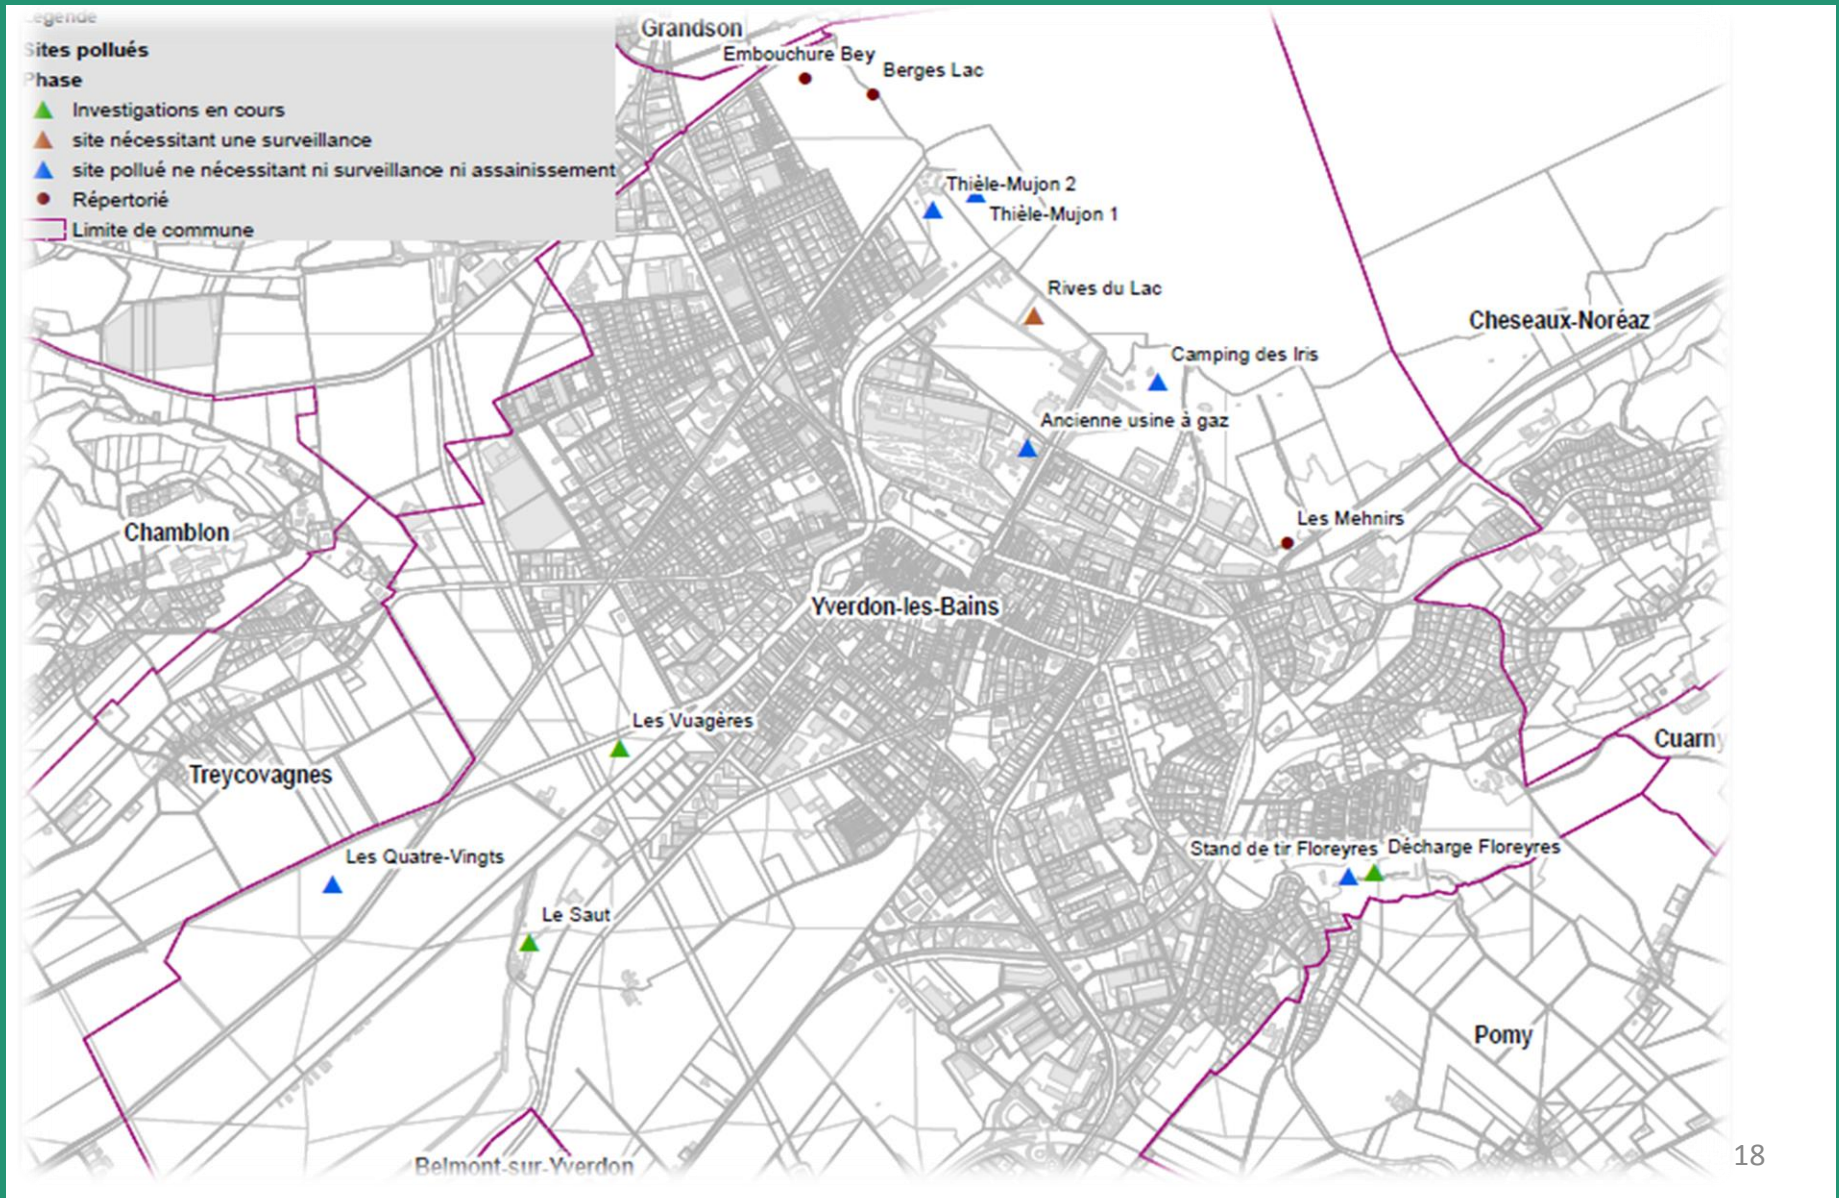 Légende
Sites pollués
Phase
Investigations en cours
site nécessitant une surveillance
site pollué ne nécessitant ni surveillance ni assainissement
Répertorié
Limite de commune
Grandson
Embouchure Bey
Berges Lac
Thièle-Mujon 2
Thièle-Mujon 1
Rives du Lac
Cheseaux-Noréaz
Camping des Iris
Ancienne usine à gaz
Les Mehnirs
Chamblon
Yverdon-les-Bains
Les Vuagères
Cuarny
Treycovagnes
Stand de tir Floreyres
Décharge Floreyres
Les Quatre-Vingts
Le Saut
Pomy
Belmont-sur-Yverdon
18